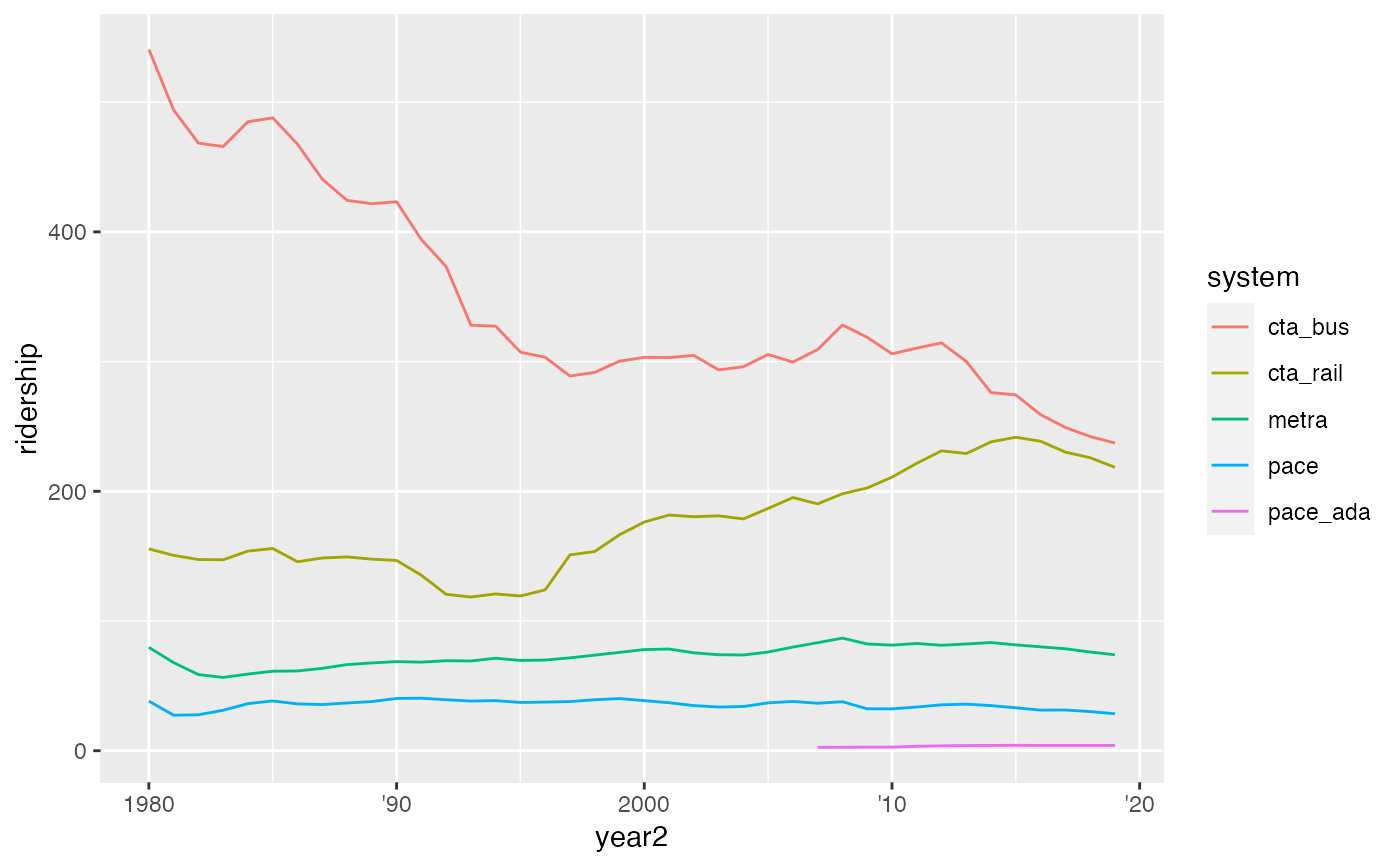 ridership
400
200
0
1980
'90
2000
'10
'20
year2
system
cta_bus
cta_rail
metra
pace
pace_ada